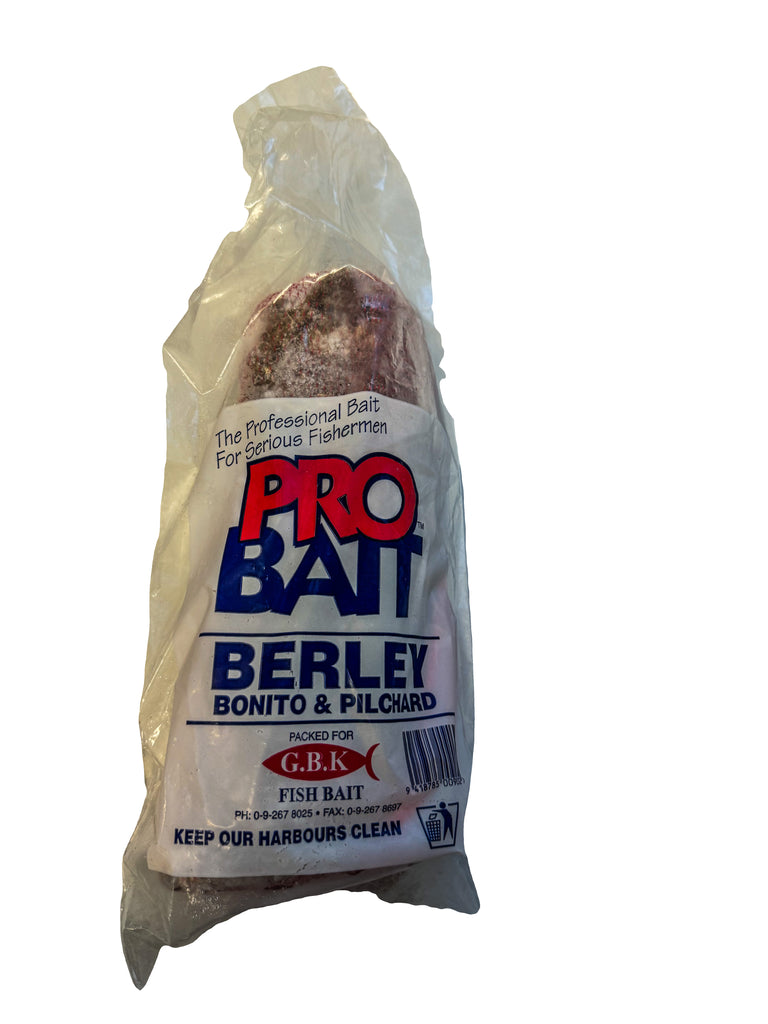 The Professional Bait
For Serious Fishermen
PRO™
BAIT
BERLEY
BONITO & PILCHARD
PACKED FOR
G.B.K
FISH BAIT
PH: 0-9-267 8025 • FAX: 0-9-267 8697
KEEP OUR HARBOURS CLEAN